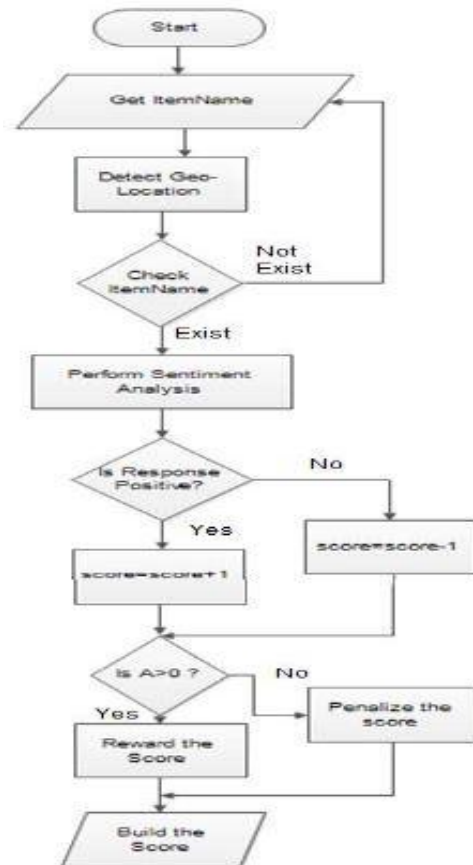 Start
Get ItemName
Detect Geo-
Location
Check
ItemName
Not
Exist
Exist
Perform Sentiment
Analysis
Is Response
Positive?
No
Yes
score=score-1
score=score+1
Is A>0 ?
No
Yes
Penalize the
score
Reward the
Score
Build the
Score